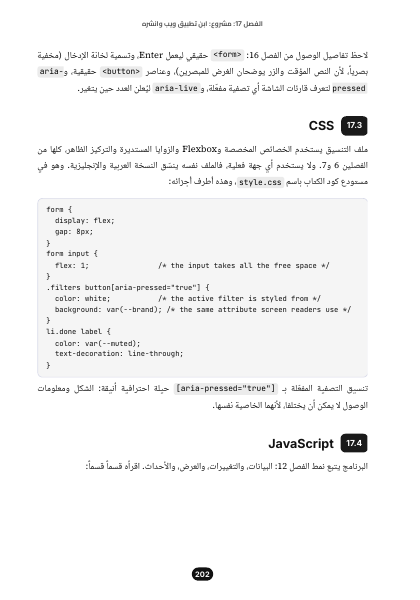 الفصل 17: مشروع: ابنِ تطبيق ويب وانشره
لاحظ تفاصيل الوصول من الفصل 16: <form> حقيقي ليعمل Enter، وتسمية لخانة الإدخال (مخفية
بصرياً، لأن النص المؤقت والزر يوضحان الغرض للمبصرين)، وعناصر <button> حقيقية، وaria-
pressed لتعرف قارئات الشاشة أي تصفية مفعّلة، وaria-live ليُعلن العدد حين يتغير.
17.3 CSS
ملف التنسيق يستخدم الخصائص المخصصة وFlexbox والزوايا المستديرة والتركيز الظاهر، كلها من
الفصلين 6 و7. ولا يستخدم أي جهة فعلية، فالملف نفسه ينسّق النسخة العربية والإنجليزية. وهو في
مستودع كود الكتاب باسم style.css، وهذه أطرف أجزائه:
form {
  display: flex;
  gap: 8px;
}
form input {
  flex: 1;                /* the input takes all the free space */
}
.filters button[aria-pressed="true"] {
  color: white;           /* the active filter is styled from */
  background: var(--brand); /* the same attribute screen readers use */
}
li.done label {
  color: var(--muted);
  text-decoration: line-through;
}
تنسيق التصفية المفعّلة بـ [aria-pressed="true"] حيلة احترافية أنيقة: الشكل ومعلومات
الوصول لا يمكن أن يختلفا، لأنهما الخاصية نفسها.
17.4 JavaScript
البرنامج يتبع نمط الفصل 12: البيانات، والتغييرات، والعرض، والأحداث. اقرأه قسماً قسماً:
202